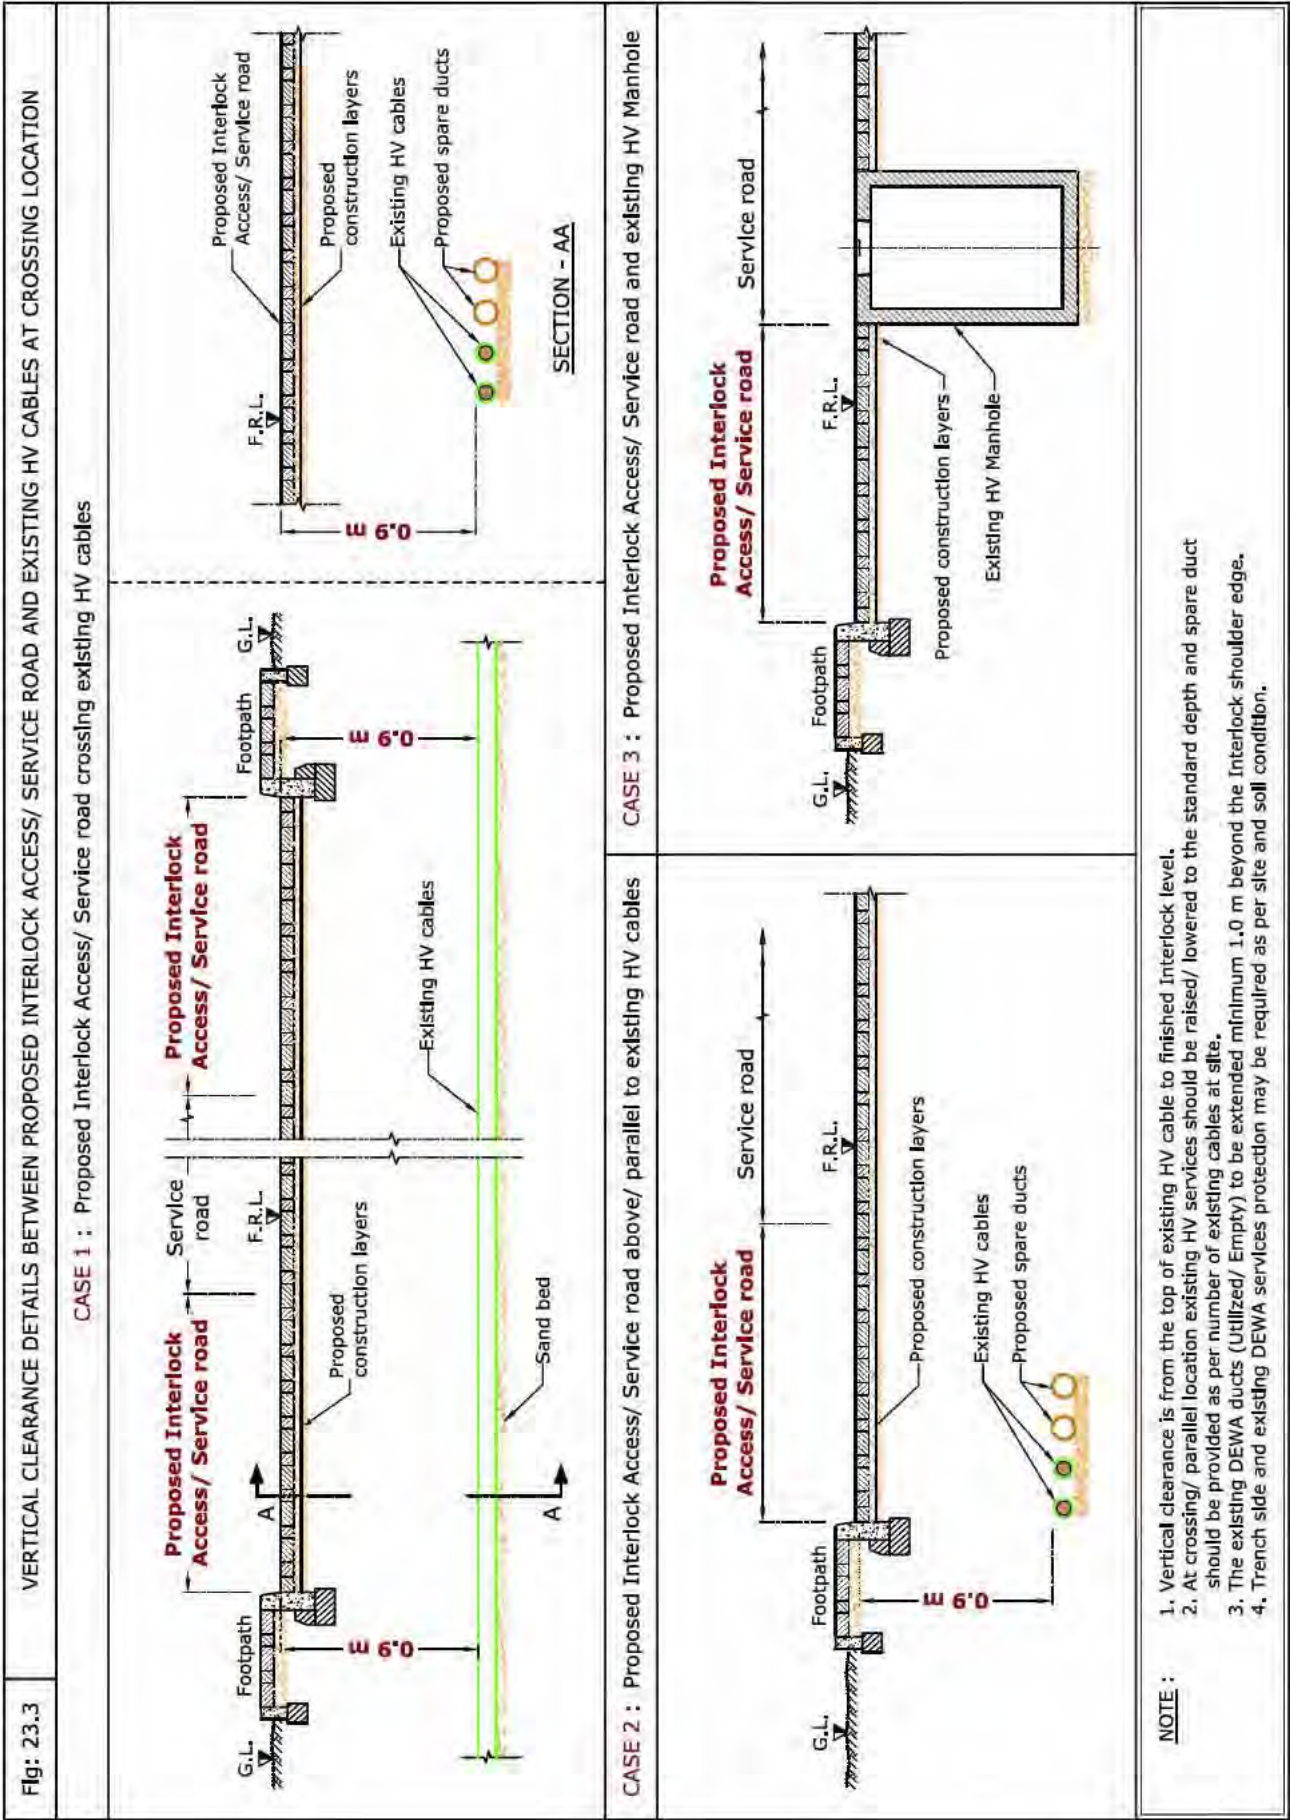 Fig: 23.3
VERTICAL CLEARANCE DETAILS BETWEEN PROPOSED INTERLOCK ACCESS/ SERVICE ROAD AND EXISTING HV CABLES AT CROSSING LOCATION
CASE 1 : Proposed Interlock Access/ Service road crossing existing HV cables
Proposed Interlock
Access/ Service road
Service
road
Proposed Interlock
Access/ Service road
G.L.
Footpath
F.R.L.
Footpath
G.L.
A
Proposed
construction layers
0.9 m
0.9 m
Existing HV cables
A
Sand bed
Proposed Interlock
Access/ Service road
F.R.L.
Proposed
construction layers
0.9 m
Existing HV cables
Proposed spare ducts
SECTION - AA
CASE 2 : Proposed Interlock Access/ Service road above/ parallel to existing HV cables
Proposed Interlock
Access/ Service road
Service road
G.L.
Footpath
F.R.L.
Proposed construction layers
0.9 m
Existing HV cables
Proposed spare ducts
CASE 3 : Proposed Interlock Access/ Service road and existing HV Manhole
Proposed Interlock
Access/ Service road
Service road
G.L.
Footpath
F.R.L.
Proposed construction layers
Existing HV Manhole
NOTE :
1. Vertical clearance is from the top of existing HV cable to finished Interlock level.
2. At crossing/ parallel location existing HV services should be raised/ lowered to the standard depth and spare duct
should be provided as per number of existing cables at site.
3. The existing DEWA ducts (Utilized/ Empty) to be extended minimum 1.0 m beyond the Interlock shoulder edge.
4. Trench side and existing DEWA services protection may be required as per site and soil condition.